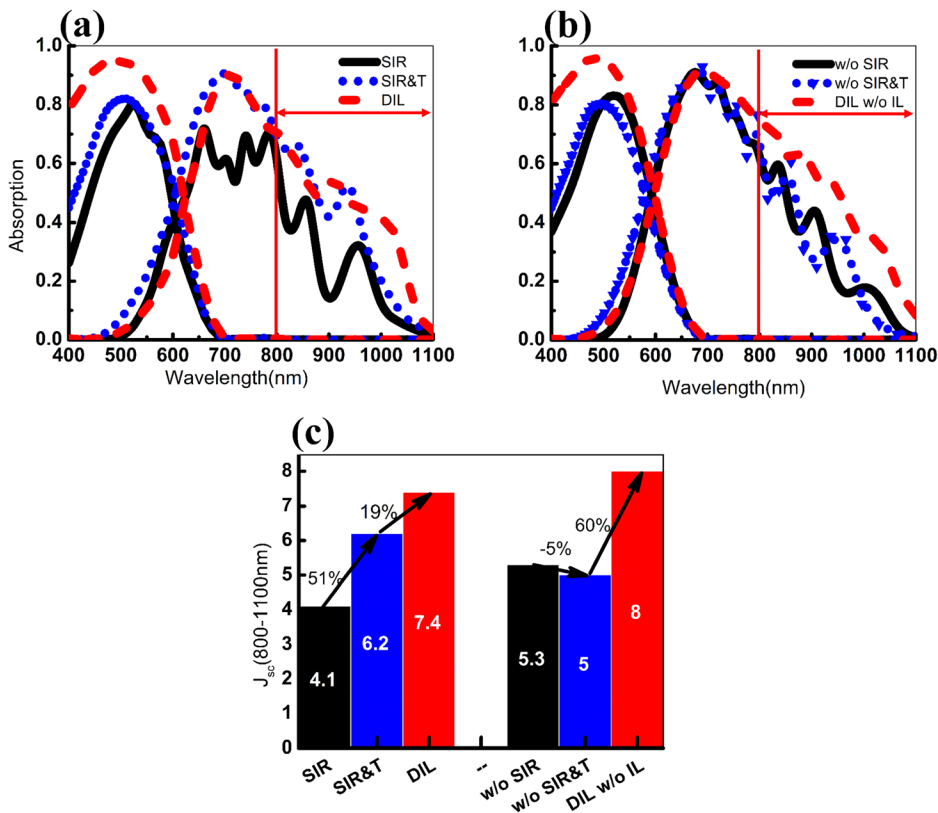 (a)
1.0
0.8
0.6
0.4
0.2
0.0
Absorption
SIR
SIR&T
DIL
400 500 600 700 800 900 1000 1100
Wavelength(nm)
(b)
1.0
0.8
0.6
0.4
0.2
0.0
w/o SIR
w/o SIR&T
DIL w/o IL
400 500 600 700 800 900 1000 1100
Wavelength(nm)
(c)
8
7
6
5
4
3
2
1
0
Jsc(800-1100nm)
51%
19%
-5%
60%
4.1
6.2
7.4
5.3
5
8
SIR
SIR&T
DIL
--
w/o SIR
w/o SIR&T
DIL w/o IL